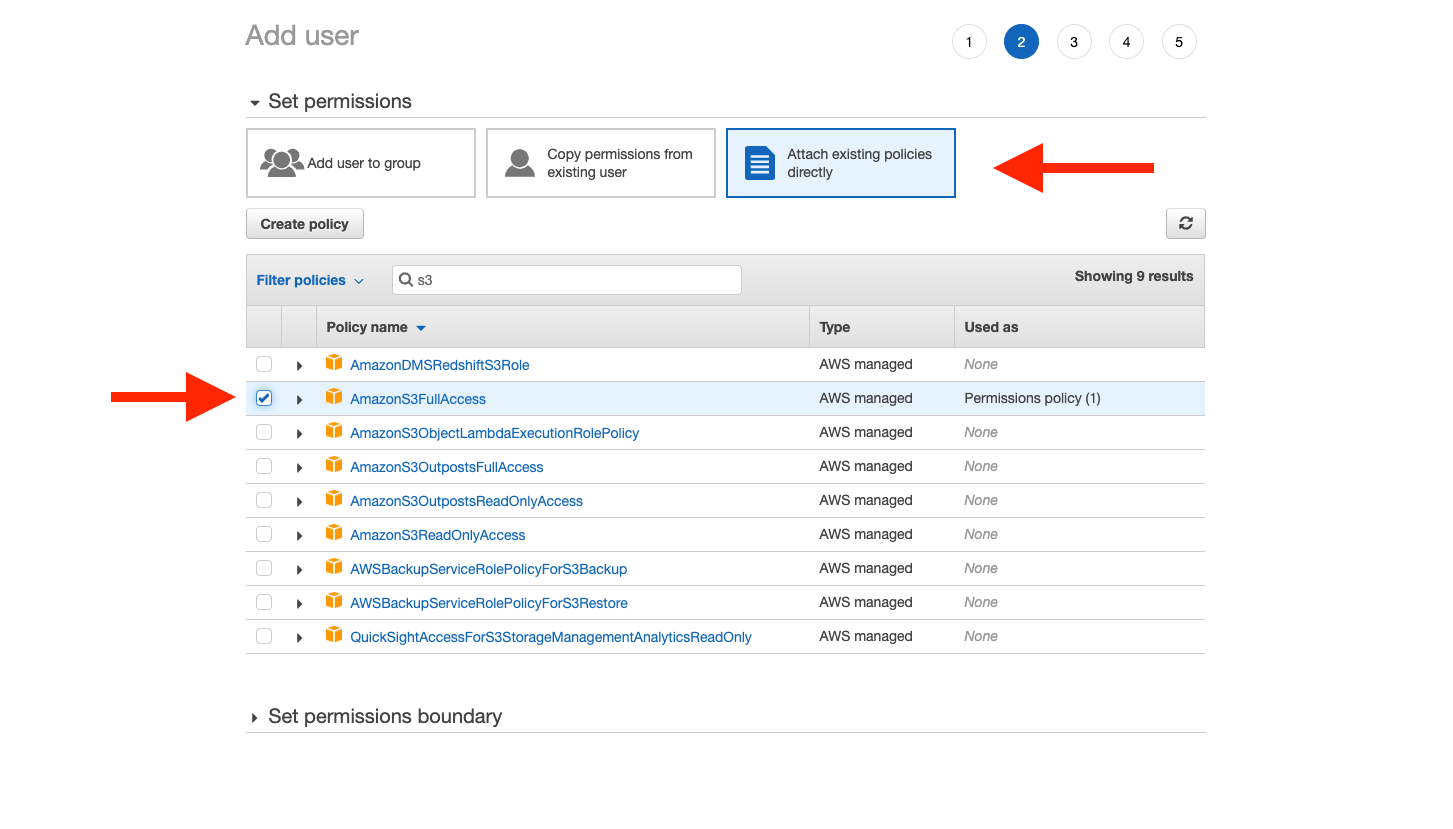 Add user
1 2 3 4 5
Set permissions
Add user to group
Copy permissions from
existing user
Attach existing policies
directly
Create policy
Filter policies s3 Showing 9 results
Policy name Type Used as
AmazonDMSRedshiftS3Role AWS managed None
AmazonS3FullAccess AWS managed Permissions policy (1)
AmazonS3ObjectLambdaExecutionRolePolicy AWS managed None
AmazonS3OutpostsFullAccess AWS managed None
AmazonS3OutpostsReadOnlyAccess AWS managed None
AmazonS3ReadOnlyAccess AWS managed None
AWSBackupServiceRolePolicyForS3Backup AWS managed None
AWSBackupServiceRolePolicyForS3Restore AWS managed None
QuickSightAccessForS3StorageManagementAnalyticsReadOnly AWS managed None
Set permissions boundary